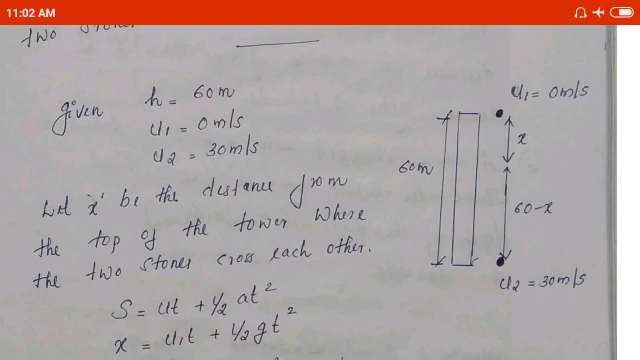 11:02 AM
two stones
given h = 60m
u₁ = 0m/s
u₂ = 30m/s
Let 'x' be the distance from
the top of the tower where
the two stones cross each other.
S = ut + 1/2 at²
x = u₁t + 1/2 gt²
u₁ = 0m/s
x
60m
60-x
u₂ = 30m/s